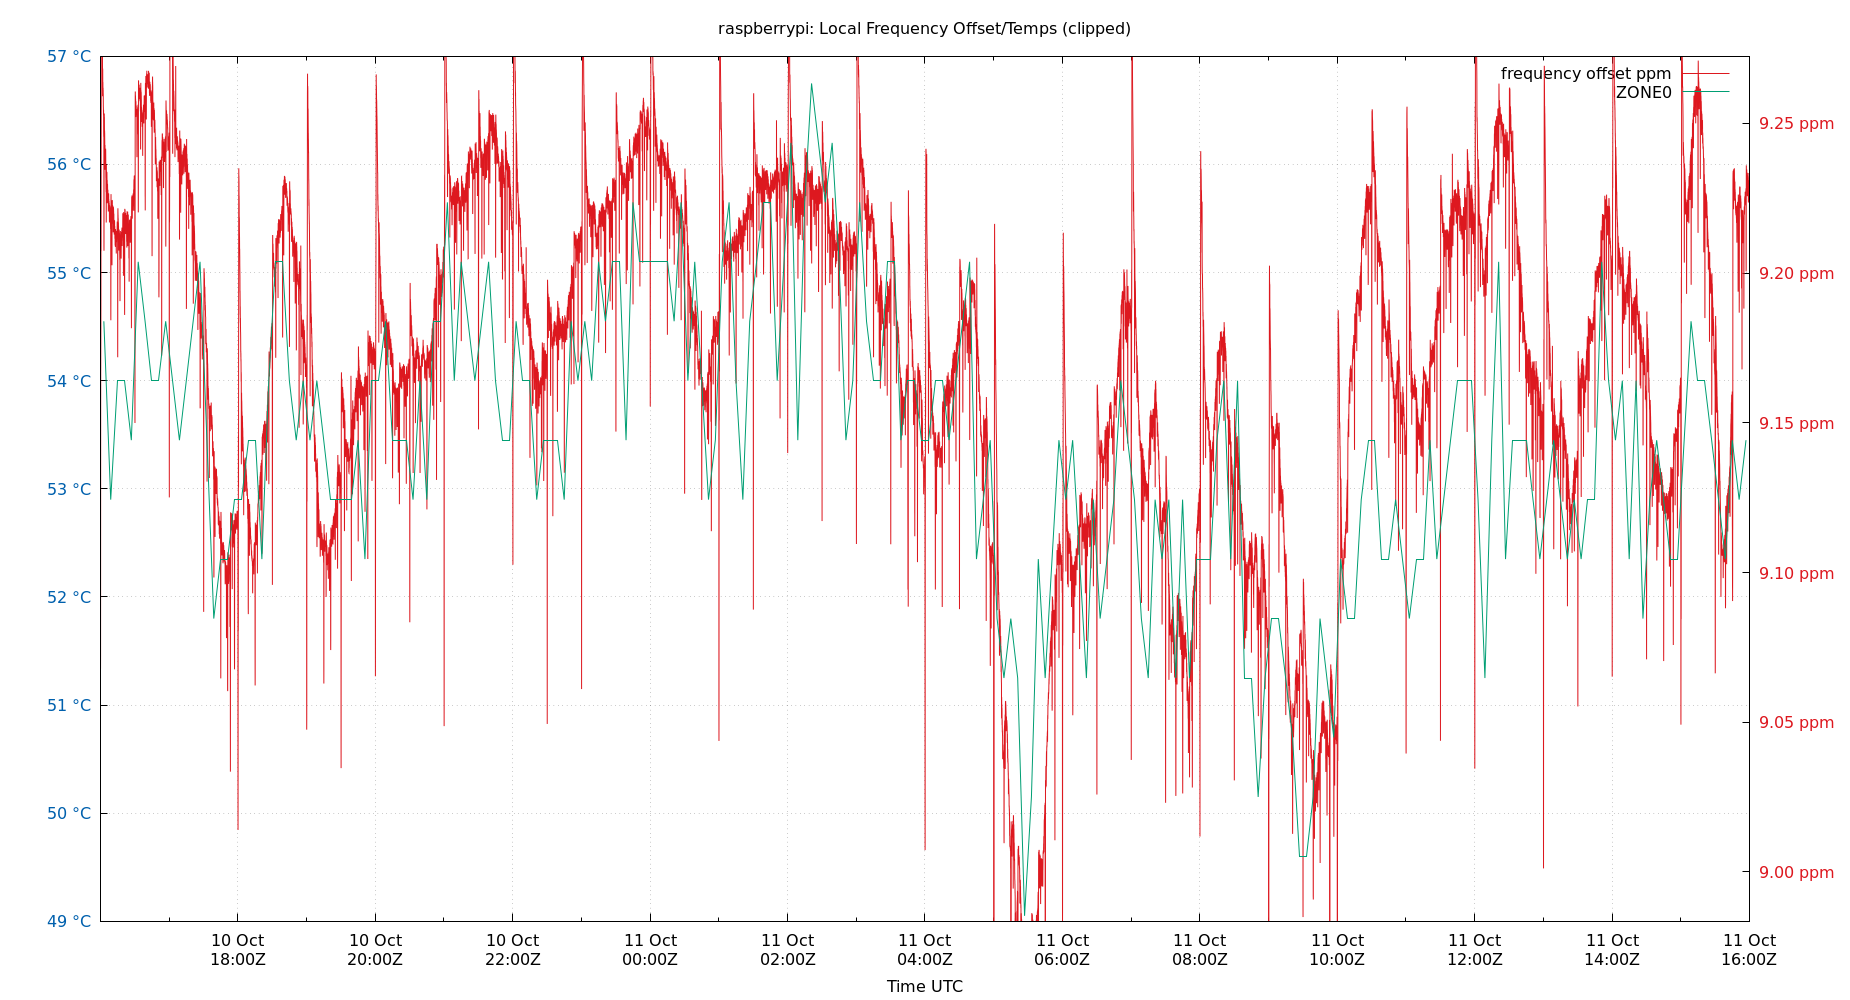 raspberrypi: Local Frequency Offset/Temps (clipped)
57 °C
56 °C
55 °C
54 °C
53 °C
52 °C
51 °C
50 °C
49 °C
frequency offset ppm
ZONE0
9.25 ppm
9.20 ppm
9.15 ppm
9.10 ppm
9.05 ppm
9.00 ppm
10 Oct
18:00Z
10 Oct
20:00Z
10 Oct
22:00Z
11 Oct
00:00Z
11 Oct
02:00Z
11 Oct
04:00Z
11 Oct
06:00Z
11 Oct
08:00Z
11 Oct
10:00Z
11 Oct
12:00Z
11 Oct
14:00Z
11 Oct
16:00Z
Time UTC